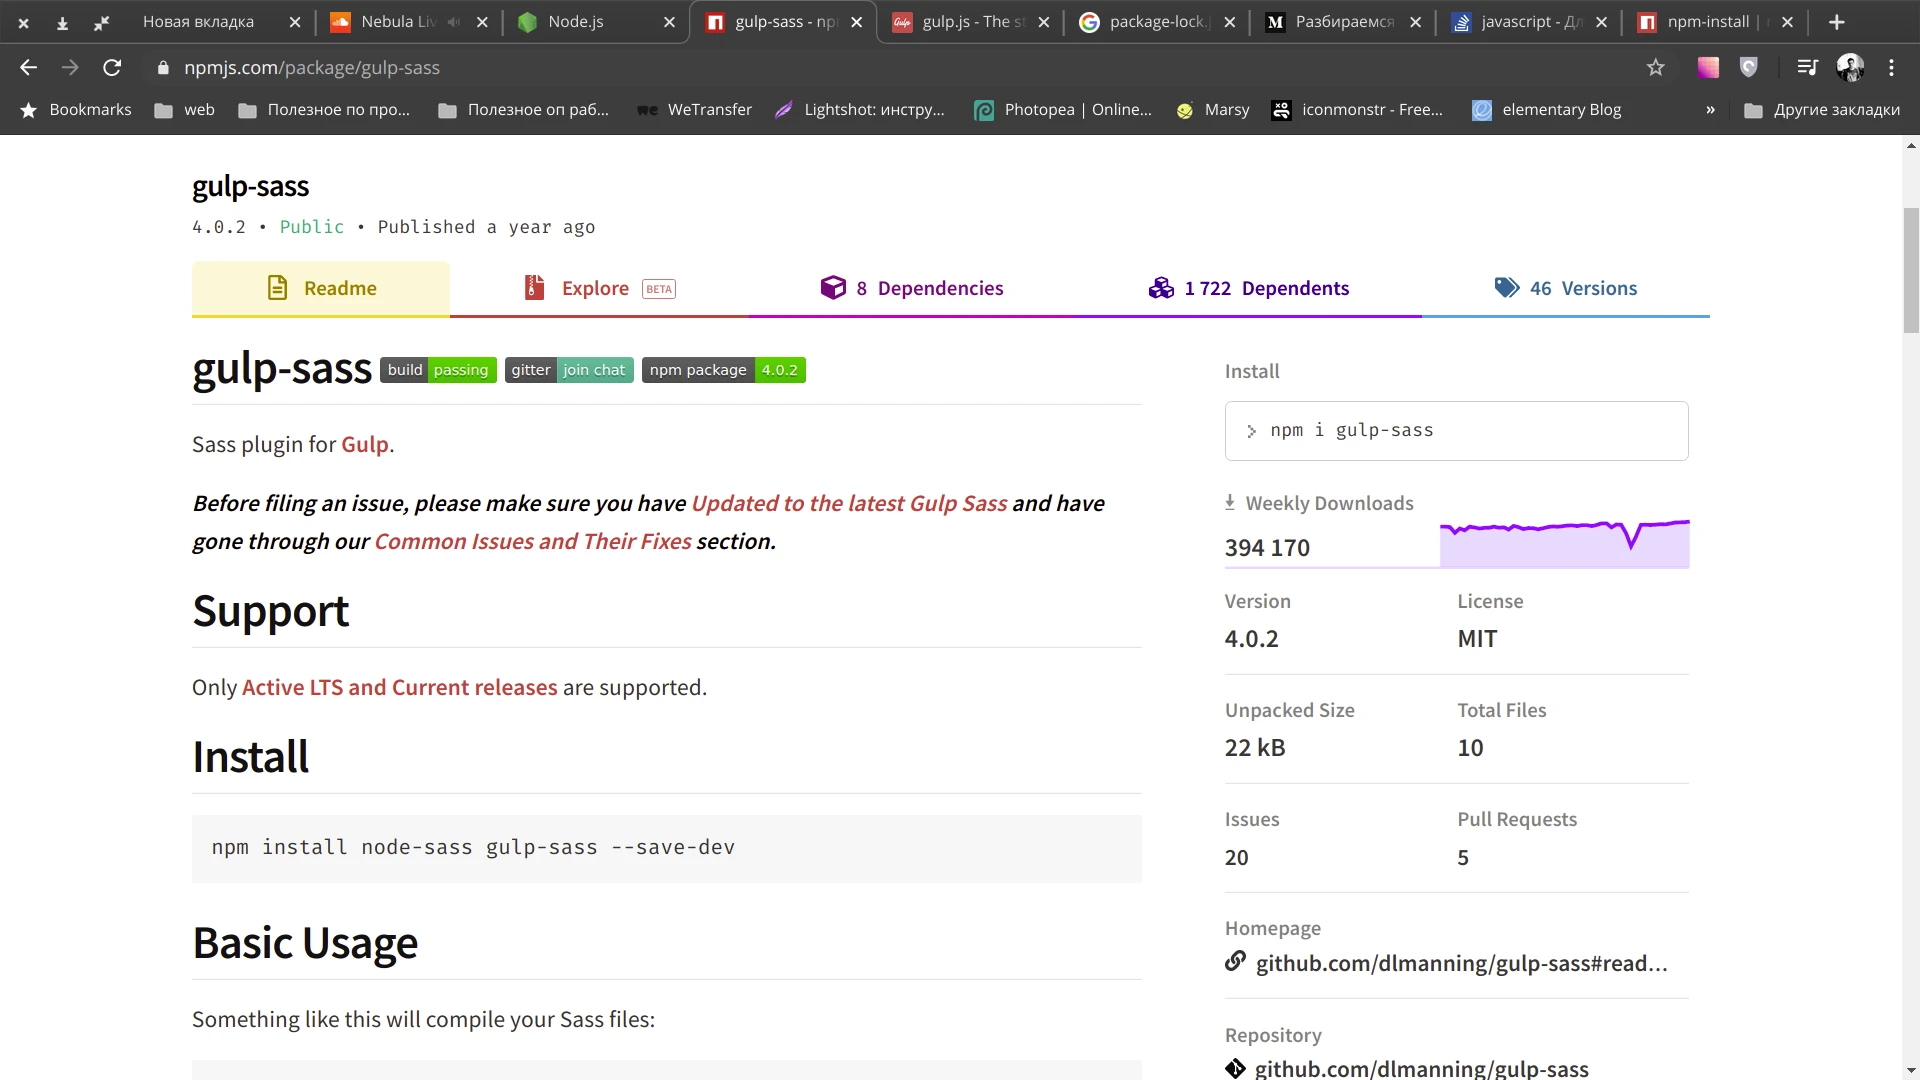 Новая вкладка
Nebula Liv
Node.js
gulp-sass - np
gulp.js - The st
package-lock.
Разбираемся
javascript - Дл
npm-install |
npmjs.com/package/gulp-sass
Bookmarks
web
Полезное по про...
Полезное оп раб...
WeTransfer
Lightshot: инстру...
Photopea | Online...
Marsy
iconmonstr - Free...
elementary Blog
»
Другие закладки
gulp-sass
4.0.2 • Public • Published a year ago
Readme
Explore BETA
8 Dependencies
1 722 Dependents
46 Versions
gulp-sass build passing gitter join chat npm package 4.0.2
Sass plugin for Gulp.
Before filing an issue, please make sure you have Updated to the latest Gulp Sass and have
gone through our Common Issues and Their Fixes section.
Support
Only Active LTS and Current releases are supported.
Install
npm install node-sass gulp-sass --save-dev
Basic Usage
Something like this will compile your Sass files:
Install
> npm i gulp-sass
Weekly Downloads
394 170
Version
4.0.2
License
MIT
Unpacked Size
22 kB
Total Files
10
Issues
20
Pull Requests
5
Homepage
github.com/dlmanning/gulp-sass#read...
Repository
github.com/dlmanning/gulp-sass